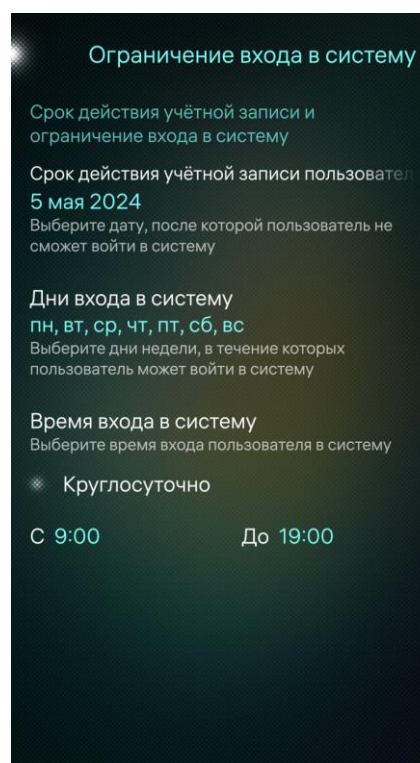 Ограничение входа в систему
Срок действия учётной записи и
ограничение входа в систему
Срок действия учётной записи пользовател
5 мая 2024
Выберите дату, после которой пользователь не
сможет войти в систему
Дни входа в систему
пн, вт, ср, чт, пт, сб, вс
Выберите дни недели, в течение которых
пользователь может войти в систему
Время входа в систему
Выберите время входа пользователя в систему
Круглосуточно
С 9:00 До 19:00